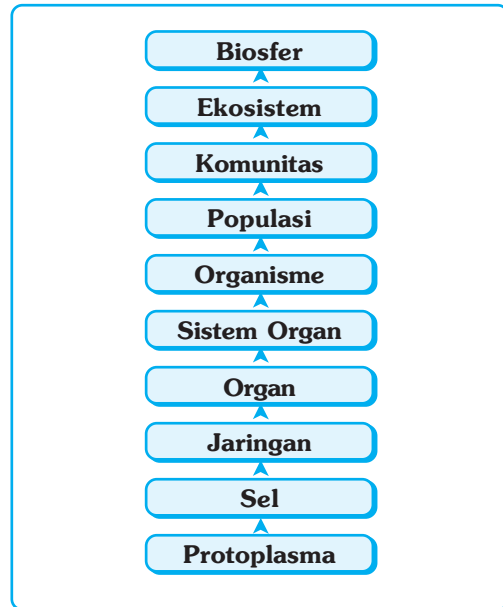 Biosfer
Ekosistem
Komunitas
Populasi
Organisme
Sistem Organ
Organ
Jaringan
Sel
Protoplasma